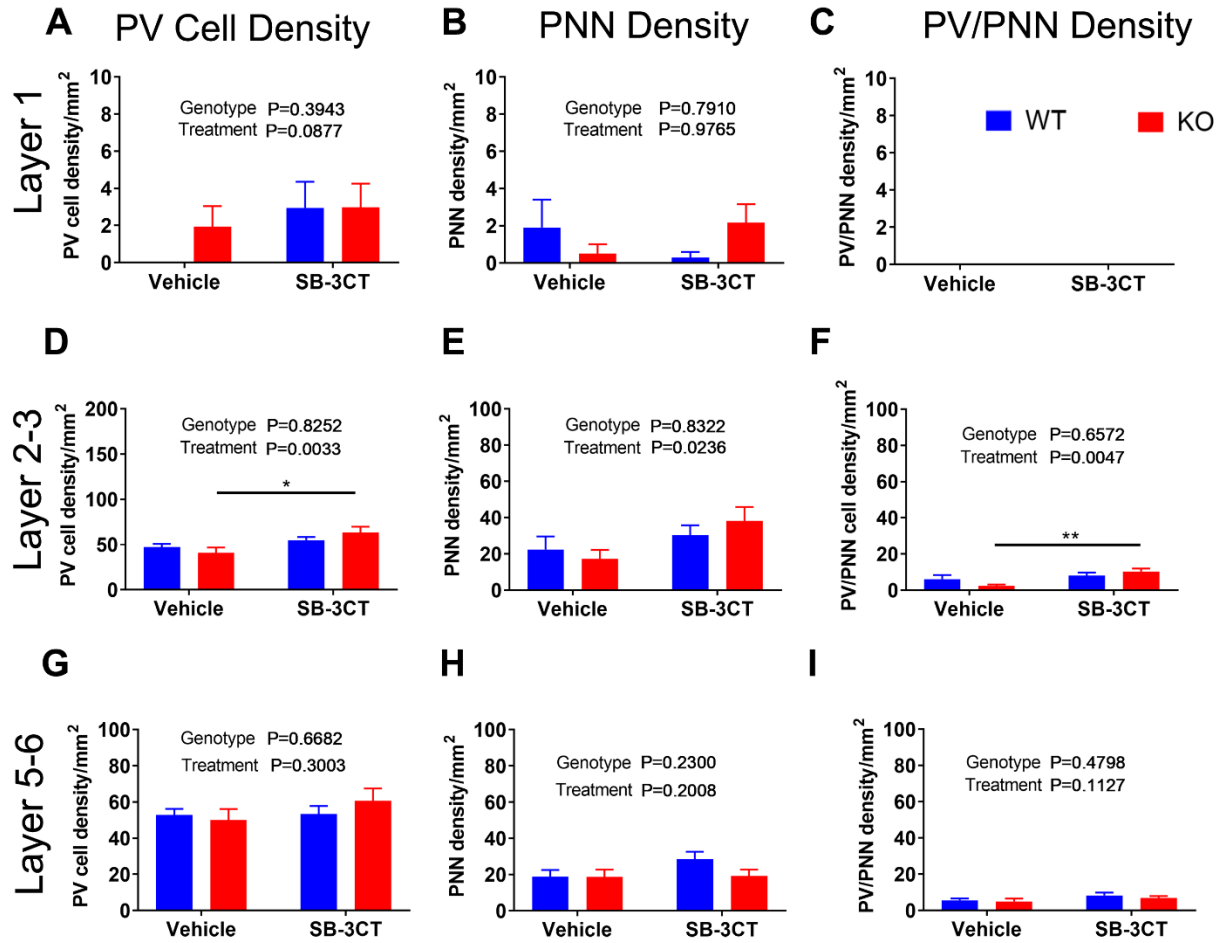 A PV Cell Density
B PNN Density
C PV/PNN Density
Layer 1
PV cell density/mm²
10
8
6
4
2
0
Genotype P=0.3943
Treatment P=0.0877
Vehicle SB-3CT
PNN density/mm²
10
8
6
4
2
0
Genotype P=0.7910
Treatment P=0.9765
Vehicle SB-3CT
PV/PNN density/mm²
10
8
6
4
2
0
WT KO
Vehicle SB-3CT
Layer 2-3
D
PV cell density/mm²
200
150
100
50
0
Genotype P=0.8252
Treatment P=0.0033
*
Vehicle SB-3CT
E
PNN density/mm²
100
80
60
40
20
0
Genotype P=0.8322
Treatment P=0.0236
Vehicle SB-3CT
F
PV/PNN cell density/mm²
100
80
60
40
20
0
Genotype P=0.6572
Treatment P=0.0047
**
Vehicle SB-3CT
Layer 5-6
G
PV cell density/mm²
100
80
60
40
20
0
Genotype P=0.6682
Treatment P=0.3003
Vehicle SB-3CT
H
PNN density/mm²
100
80
60
40
20
0
Genotype P=0.2300
Treatment P=0.2008
Vehicle SB-3CT
I
PV/PNN density/mm²
100
80
60
40
20
0
Genotype P=0.4798
Treatment P=0.1127
Vehicle SB-3CT